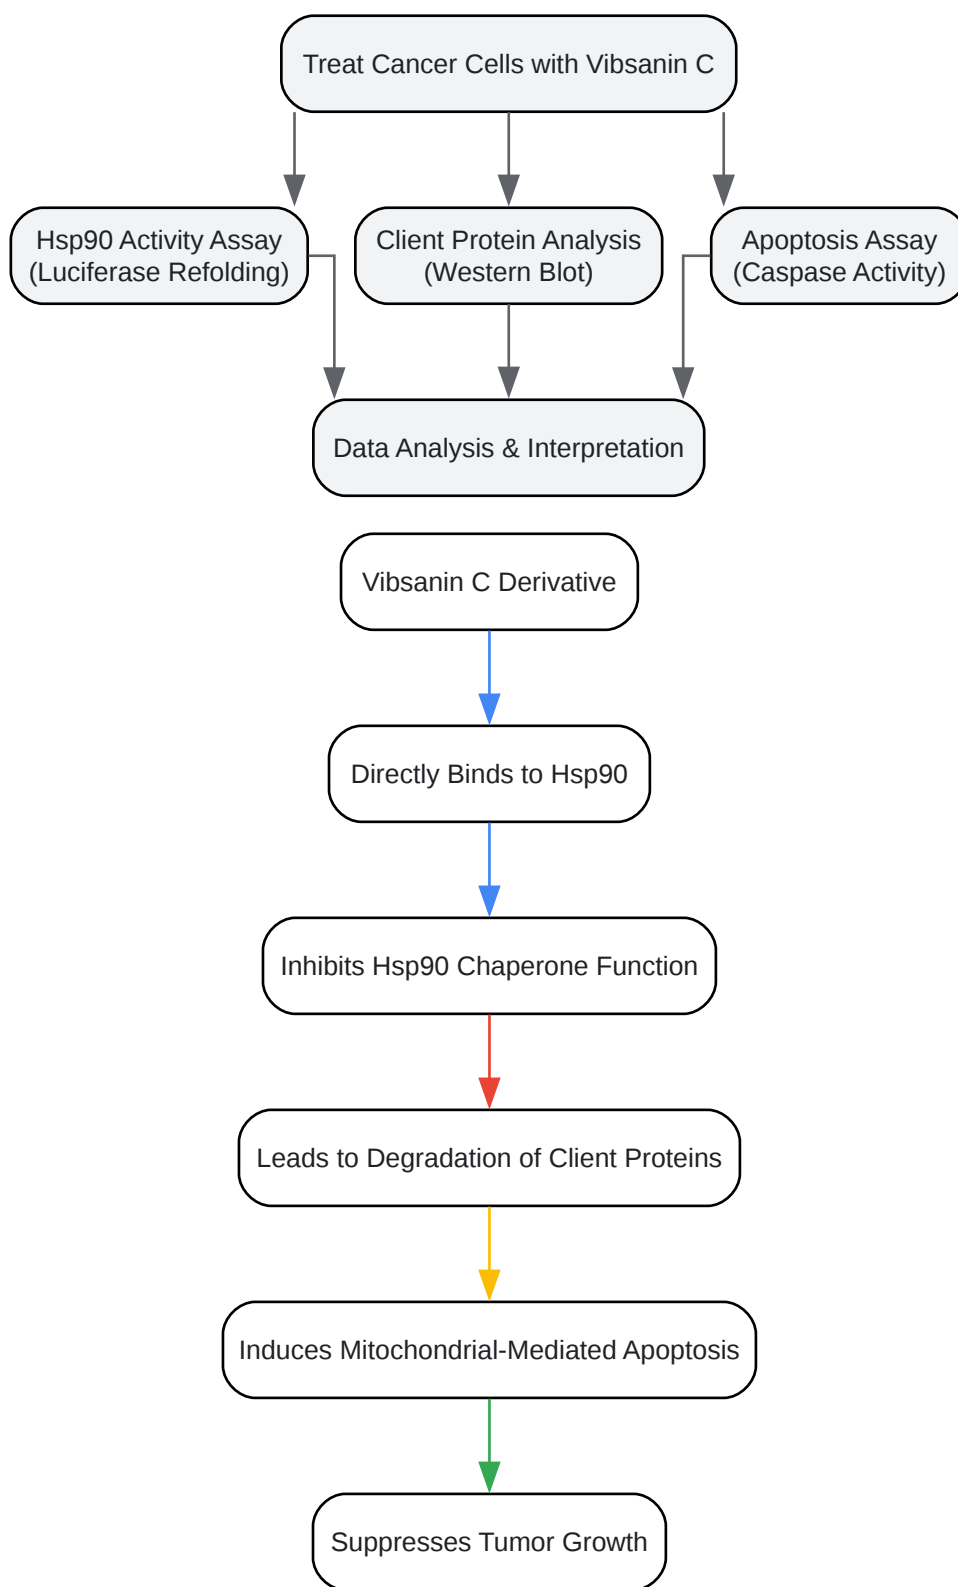 Treat Cancer Cells with Vibsanin C
Hsp90 Activity Assay
(Luciferase Refolding)
Client Protein Analysis
(Western Blot)
Apoptosis Assay
(Caspase Activity)
Data Analysis & Interpretation
Vibsanin C Derivative
Directly Binds to Hsp90
Inhibits Hsp90 Chaperone Function
Leads to Degradation of Client Proteins
Induces Mitochondrial-Mediated Apoptosis
Suppresses Tumor Growth